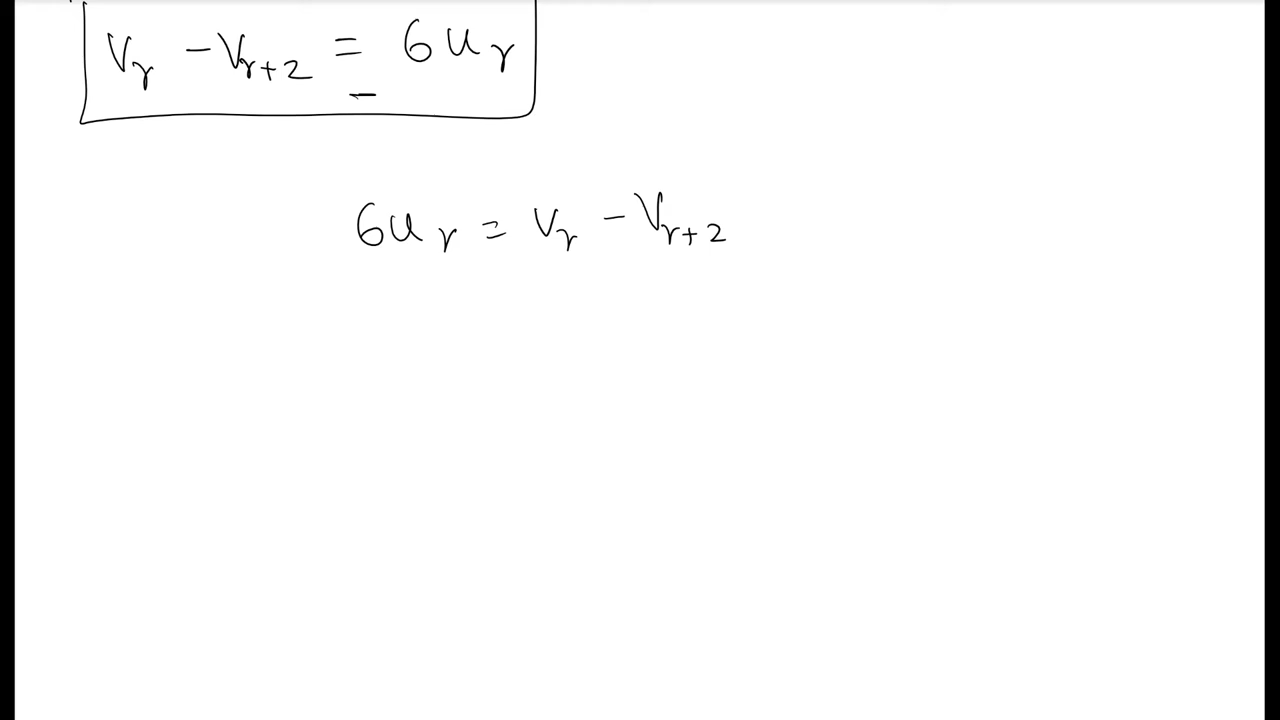 V_r - V_{r+2} = 6u_r
6u_r = V_r - V_{r+2}